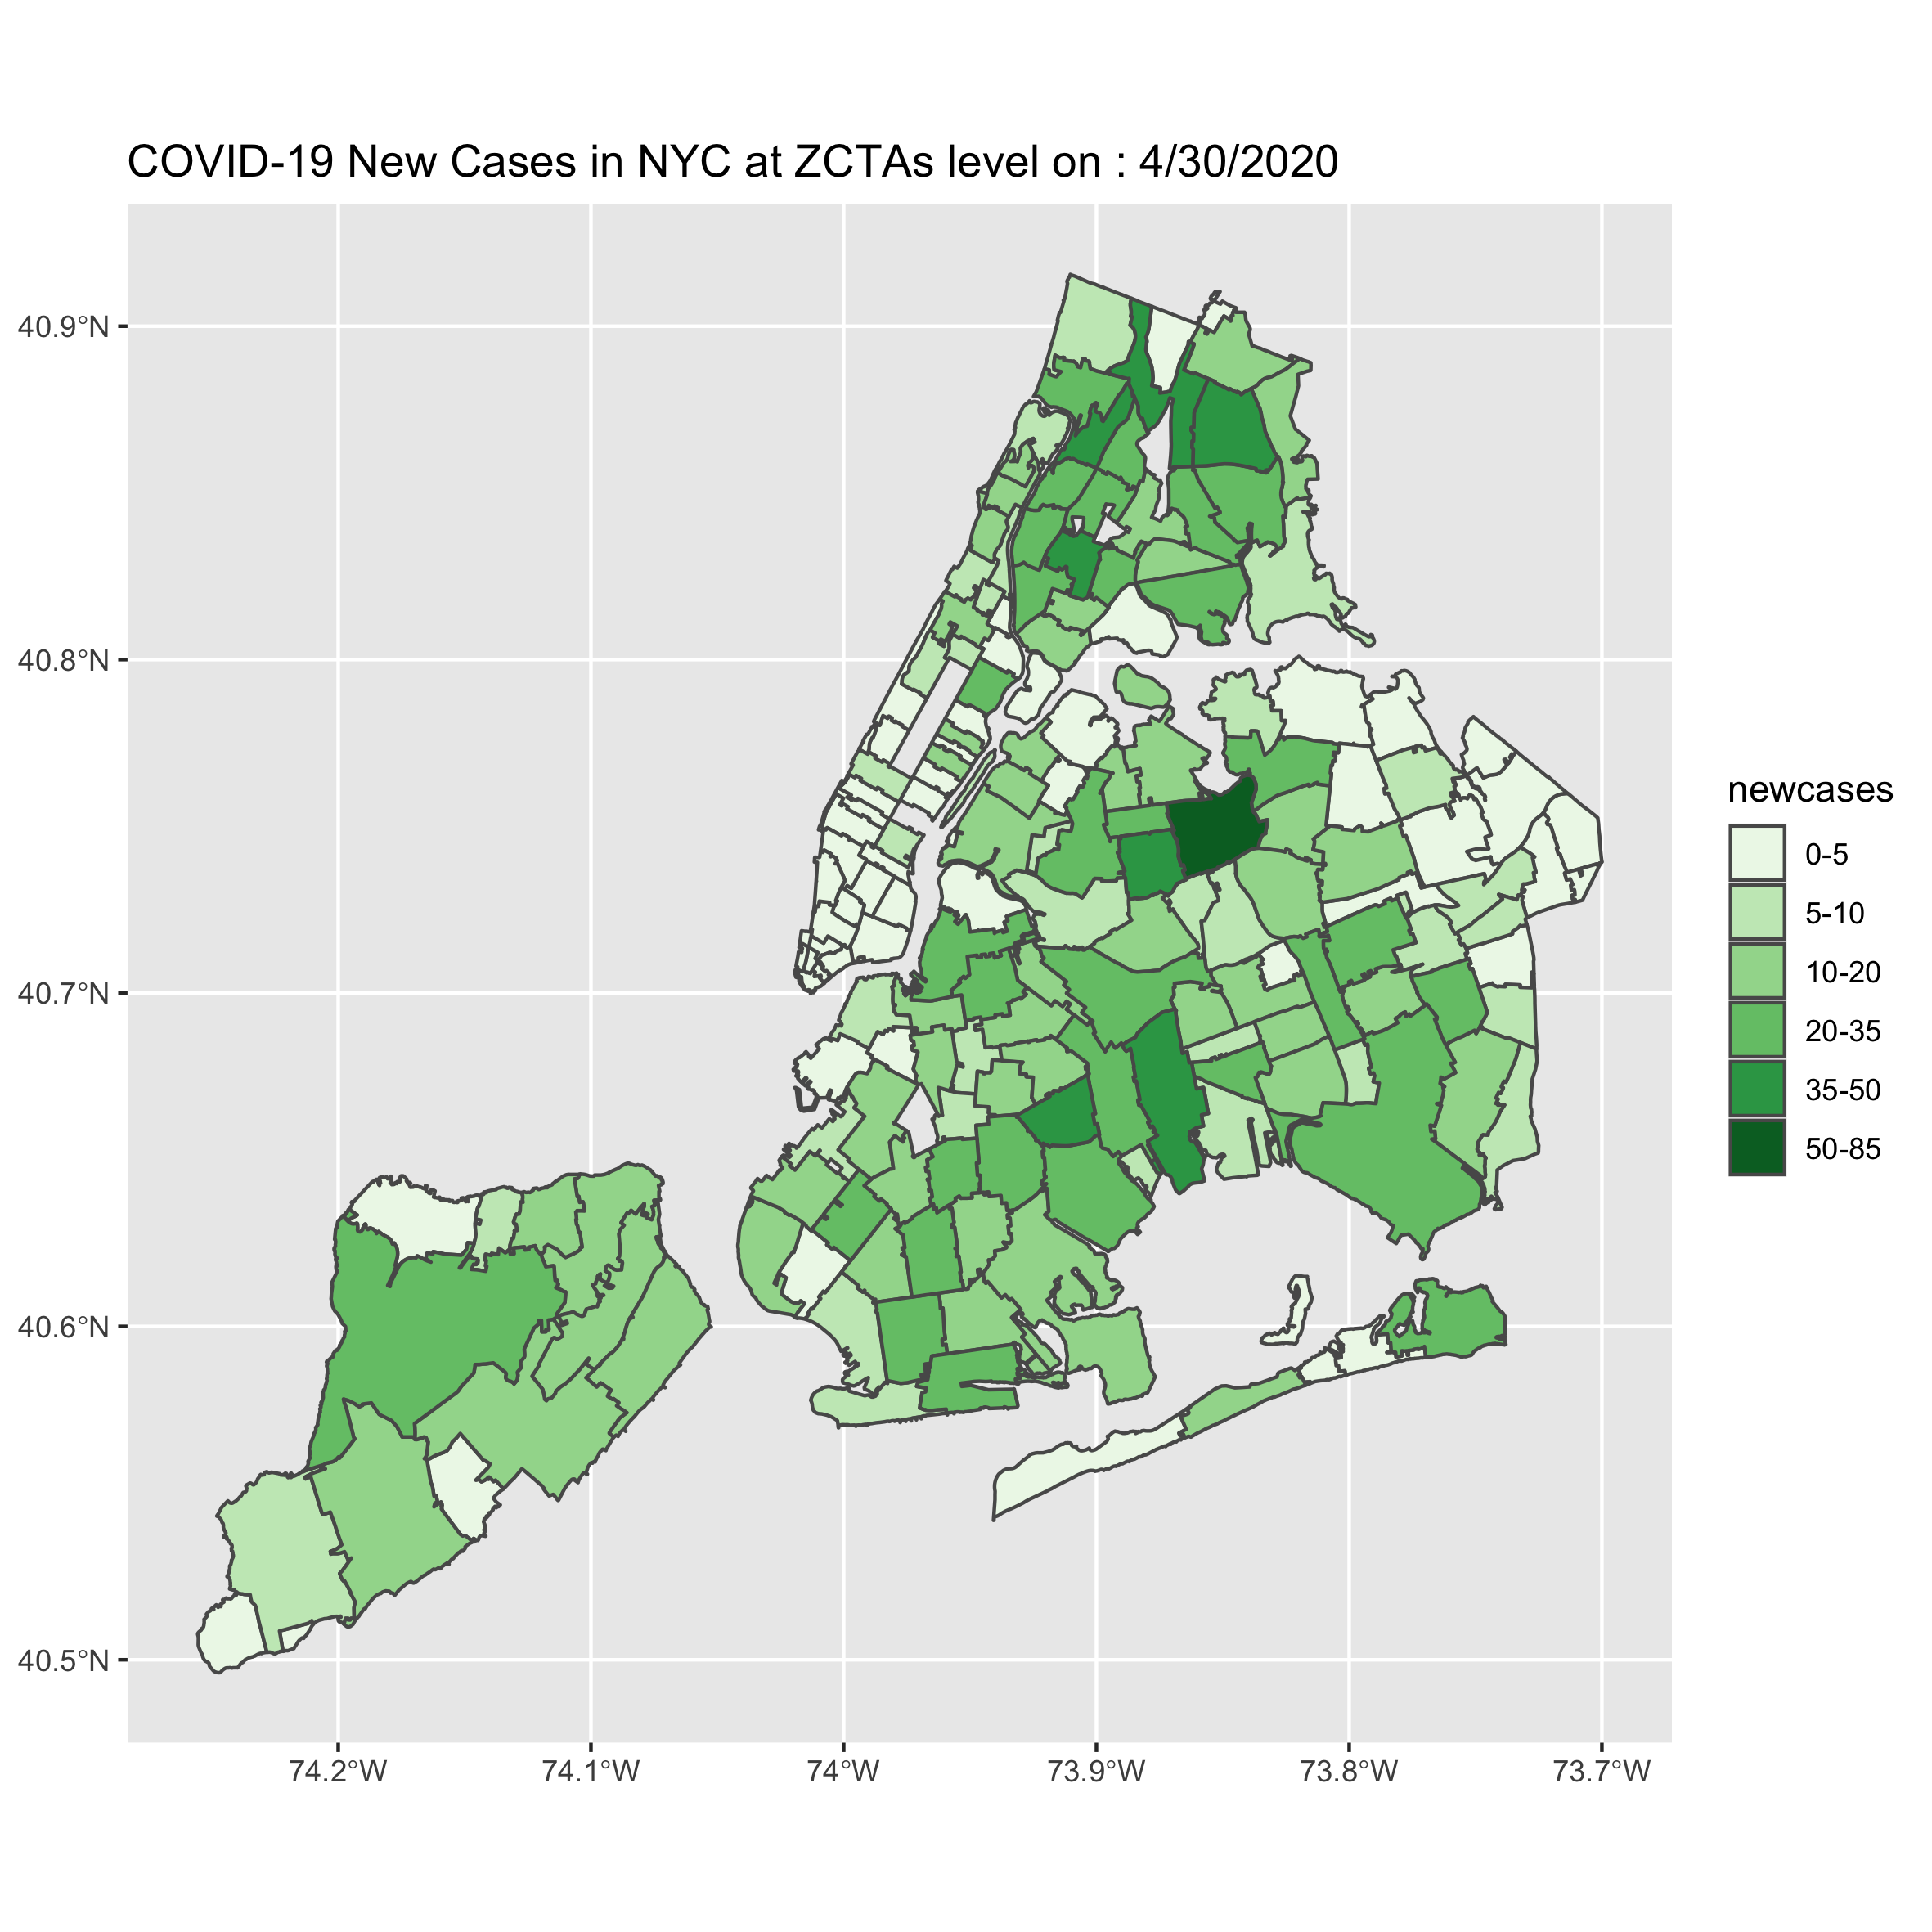 COVID-19 New Cases in NYC at ZCTAs level on : 4/30/2020
40.9°N
40.8°N
40.7°N
40.6°N
40.5°N
74.2°W
74.1°W
74°W
73.9°W
73.8°W
73.7°W
newcases
0-5
5-10
10-20
20-35
35-50
50-85